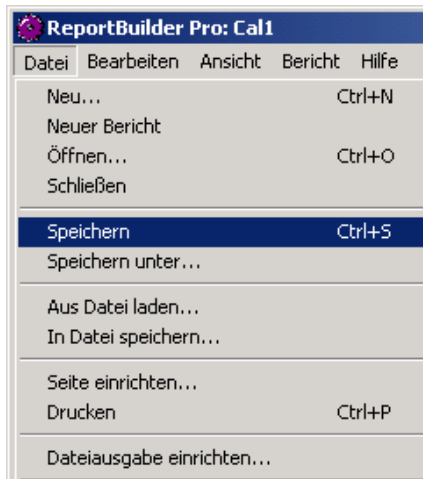 ReportBuilder Pro: Cal1
Datei Bearbeiten Ansicht Bericht Hilfe
Neu... Ctrl+N
Neuer Bericht
Öffnen... Ctrl+O
Schließen
Speichern Ctrl+S
Speichern unter...
Aus Datei laden...
In Datei speichern...
Seite einrichten...
Drucken Ctrl+P
Dateiausgabe einrichten...